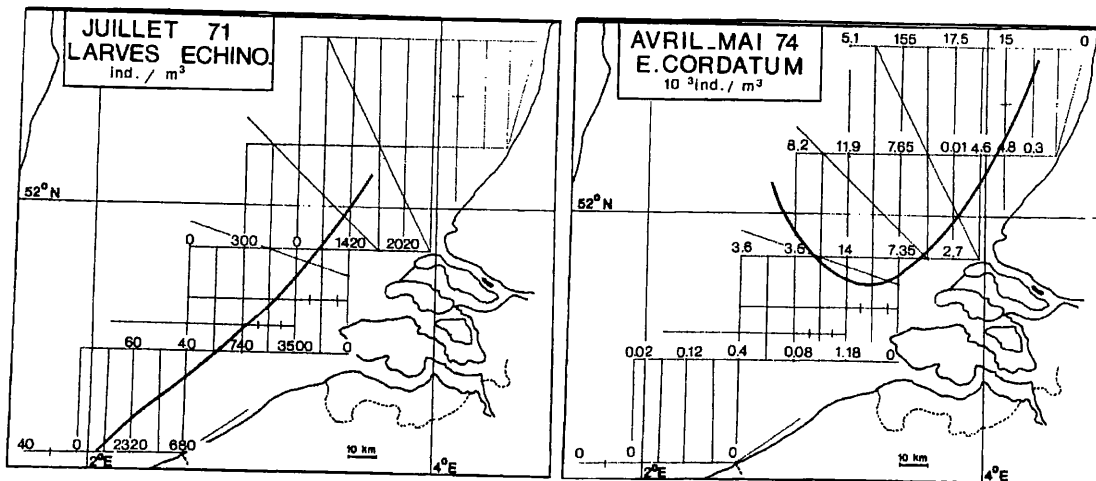 JUILLET 71
LARVES ECHINO.
ind. / m³
52° N
0 300 0 1420 2020
60 40 740 3500 0
40 0 2320 680
2°E
10 km
4°E
AVRIL_MAI 74
E. CORDATUM
10 ³ind. / m³
5.1 155 17.5 15 0
8.2 11.9 7.65 0.01 4.6 4.8 0.3
52° N
3.6 3.6 14 7.35 2.7
0.02 0.12 0.4 0.08 1.18 0
0 0 0
2°E
10 km
4°E